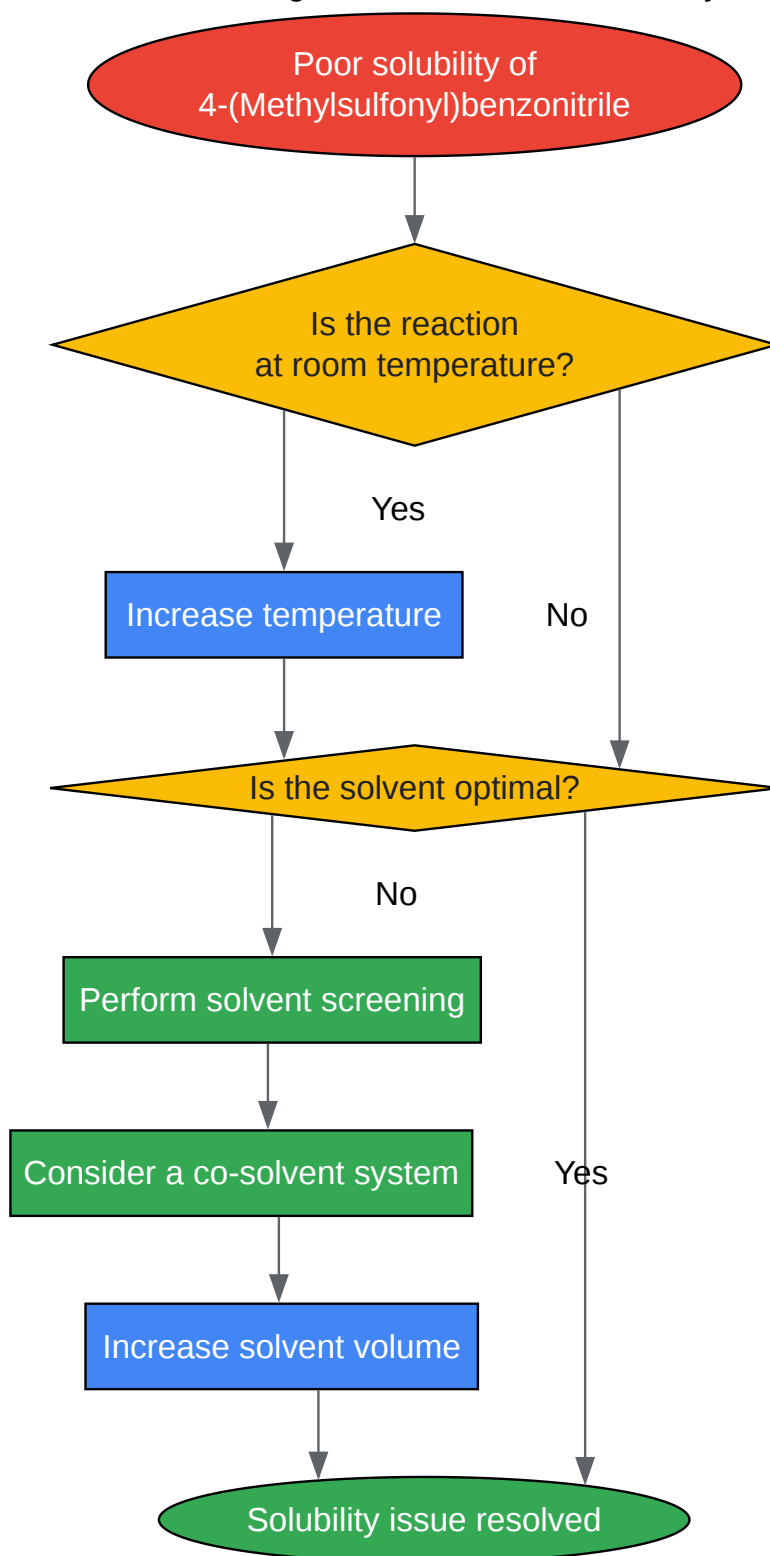 Poor solubility of
4-(Methylsulfonyl)benzonitrile
Is the reaction
at room temperature?
Yes
Increase temperature
No
Is the solvent optimal?
No
Perform solvent screening
Consider a co-solvent system
Yes
Increase solvent volume
Solubility issue resolved